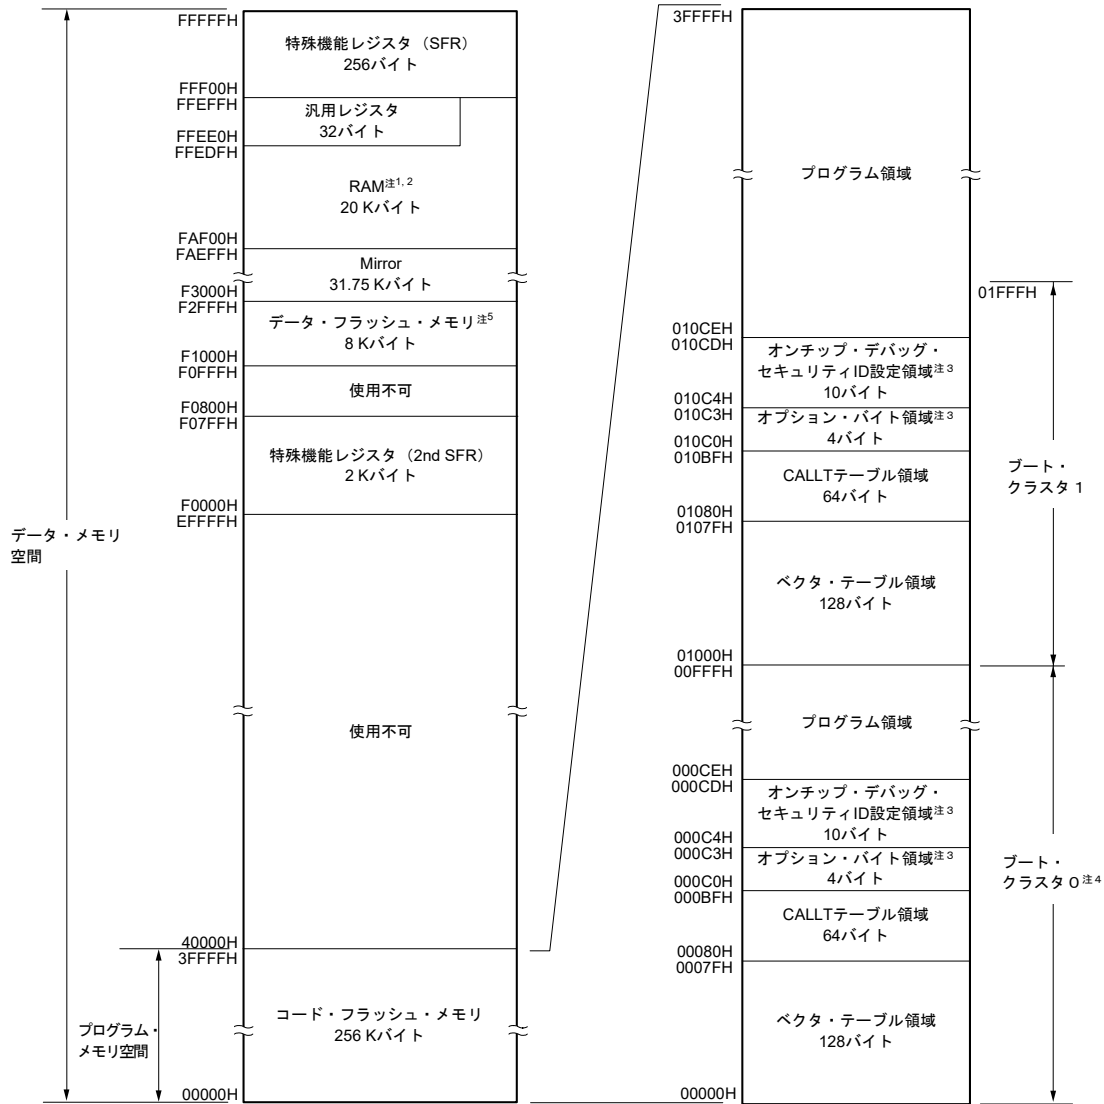 FFFFFH
特殊機能レジスタ（SFR）
256バイト
FFF00H
FFEFFH
汎用レジスタ
32バイト
FFEE0H
FFEDFH
RAM注1, 2
20 Kバイト
FAF00H
FAEFFH
Mirror
31.75 Kバイト
F3000H
F2FFFH
データ・フラッシュ・メモリ注5
8 Kバイト
F1000H
F0FFFH
使用不可
F0800H
F07FFH
特殊機能レジスタ（2nd SFR）
2 Kバイト
F0000H
EFFFFH
データ・メモリ
空間
使用不可
40000H
3FFFFH
コード・フラッシュ・メモリ
256 Kバイト
プログラム・
メモリ空間
00000H
3FFFFH
プログラム領域
01FFFH
010CEH
010CDH
オンチップ・デバッグ・
セキュリティID設定領域注3
10バイト
010C4H
010C3H
オプション・バイト領域注3
4バイト
010C0H
010BFH
CALLTテーブル領域
64バイト
ブート・
クラスタ1
01080H
0107FH
ベクタ・テーブル領域
128バイト
01000H
00FFFH
プログラム領域
000CEH
000CDH
オンチップ・デバッグ・
セキュリティID設定領域注3
10バイト
000C4H
000C3H
オプション・バイト領域注3
4バイト
ブート・
クラスタ0注4
000C0H
000BFH
CALLTテーブル領域
64バイト
00080H
0007FH
ベクタ・テーブル領域
128バイト
00000H